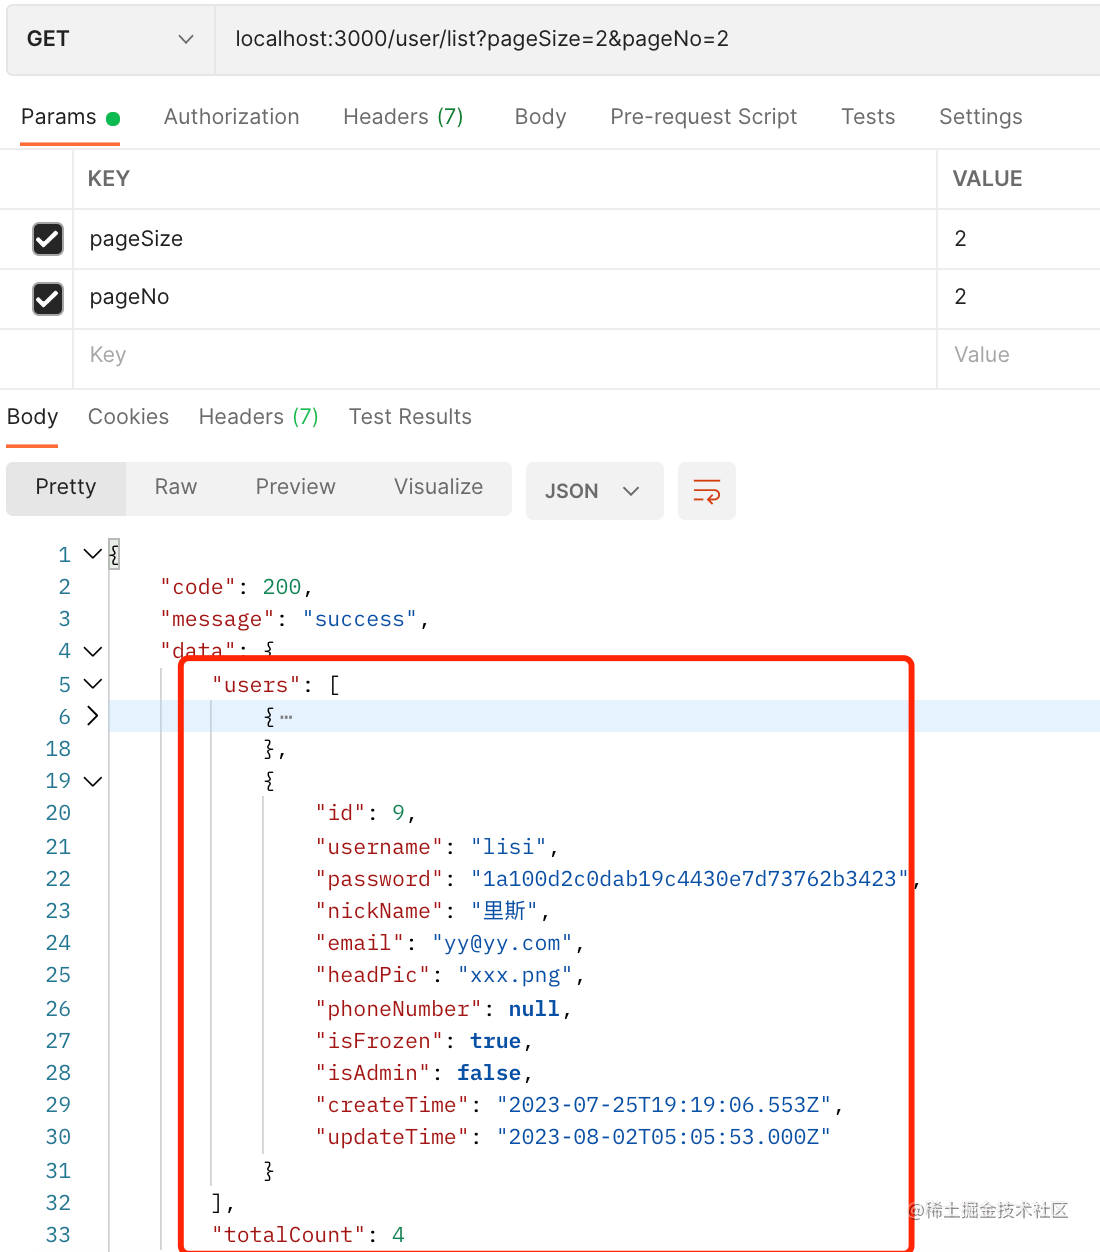 GET localhost:3000/user/list?pageSize=2&pageNo=2
Params Authorization Headers (7) Body Pre-request Script Tests Settings
KEY VALUE
pageSize 2
pageNo 2
Key Value
Body Cookies Headers (7) Test Results
Pretty Raw Preview Visualize JSON
1 {
2 "code": 200,
3 "message": "success",
4 "data": {
5 "users": [
6 {…
18 },
19 {
20 "id": 9,
21 "username": "lisi",
22 "password": "1a100d2c0dab19c4430e7d73762b3423",
23 "nickName": "里斯",
24 "email": "yy@yy.com",
25 "headPic": "xxx.png",
26 "phoneNumber": null,
27 "isFrozen": true,
28 "isAdmin": false,
29 "createTime": "2023-07-25T19:19:06.553Z",
30 "updateTime": "2023-08-02T05:05:53.000Z"
31 }
32 ],
33 "totalCount": 4
@稀土掘金技术社区